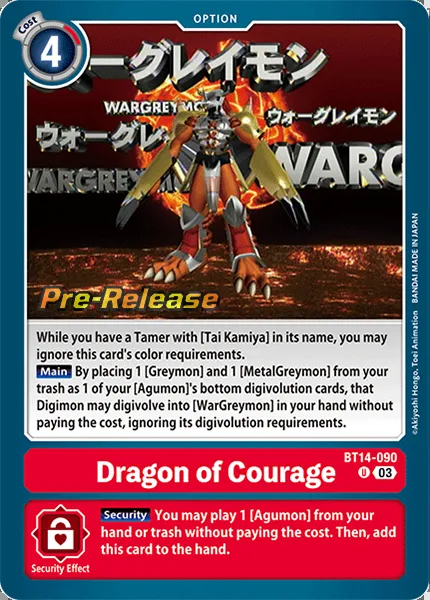 OPTION
Cost
4
ーグレイモン
WARGREYMO
ウォーグレ
ウォーグレイモン
WARGREYM
WARG
Pre-Release
While you have a Tamer with [Tai Kamiya] in its name, you may
ignore this card's color requirements.
Main By placing 1 [Greymon] and 1 [MetalGreymon] from your
trash as 1 of your [Agumon]'s bottom digivolution cards, that
Digimon may digivolve into [WarGreymon] in your hand without
paying the cost, ignoring its digivolution requirements.
©Akiyoshi Hongo, Toei Animation BANDAI MADE IN JAPAN
BT14-090
Dragon of Courage U 03
Security You may play 1 [Agumon] from your
hand or trash without paying the cost. Then, add
this card to the hand.
Security Effect